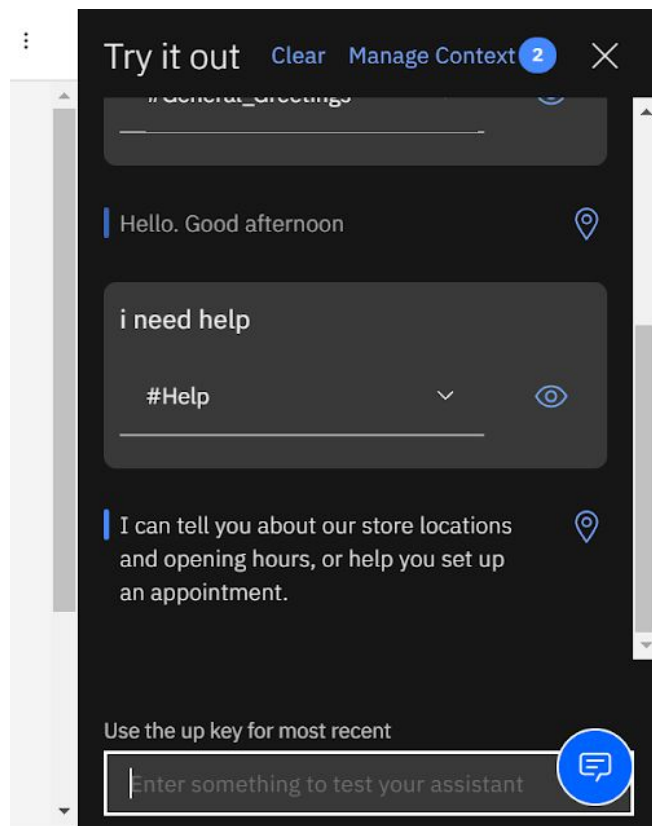 Try it out Clear Manage Context 2
#General_Greetings
Hello. Good afternoon
i need help
#Help
I can tell you about our store locations
and opening hours, or help you set up
an appointment.
Use the up key for most recent
Enter something to test your assistant